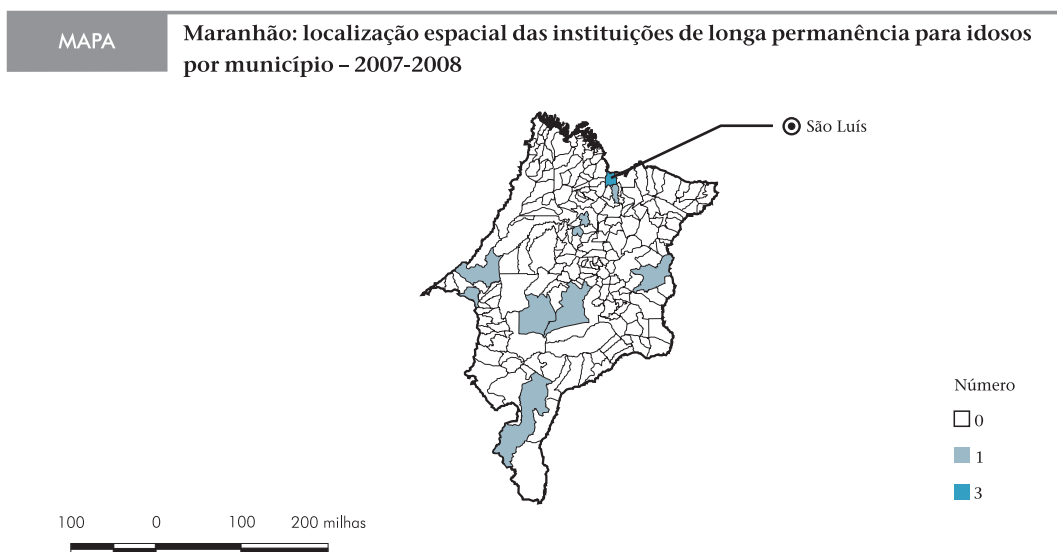 MAPA
Maranhão: localização espacial das instituições de longa permanência para idosos
por município – 2007-2008
São Luís
Número
0
1
3
100 0 100 200 milhas